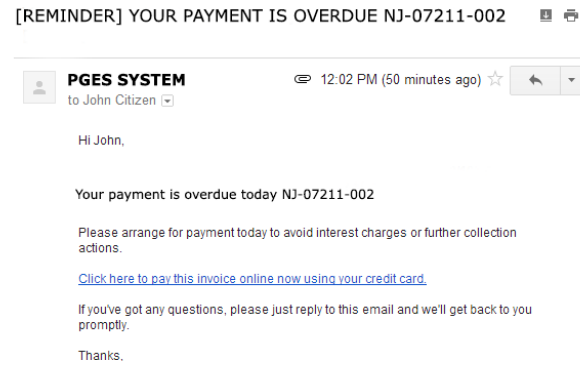 [REMINDER] YOUR PAYMENT IS OVERDUE NJ-07211-002
PGES SYSTEM
12:02 PM (50 minutes ago)
to John Citizen
Hi John,
Your payment is overdue today NJ-07211-002
Please arrange for payment today to avoid interest charges or further collection
actions.
Click here to pay this invoice online now using your credit card.
If you've got any questions, please just reply to this email and we'll get back to you
promptly.
Thanks,